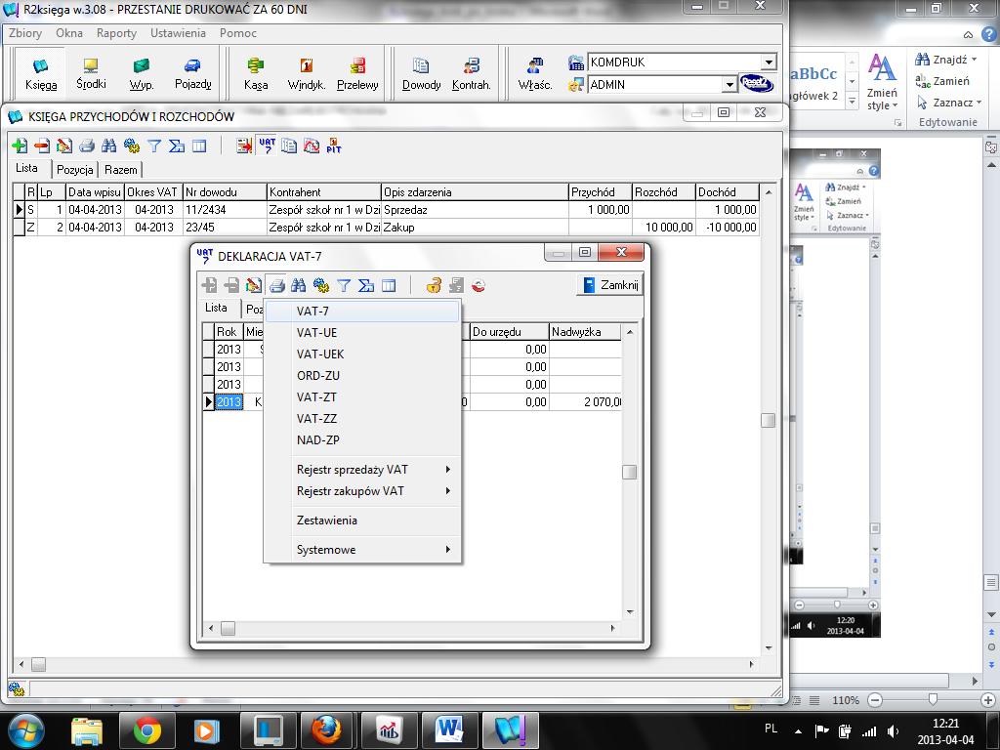 R2księga w.3.08 - PRZESTANIE DRUKOWAĆ ZA 60 DNI
Zbiory Okna Raporty Ustawienia Pomoc
Księga Środki Wyp. Pojazdy Kasa Windyk. Przelewy Dowody Kontrah. Właśc.
KOMDRUK
ADMIN
KSIĘGA PRZYCHODÓW I ROZCHODÓW
VAT 7 PIT
Lista Pozycja Razem
R Lp Data wpisu Okres VAT Nr dowodu Kontrahent Opis zdarzenia Przychód Rozchód Dochód
S 1 04-04-2013 04-2013 11/2434 Zespół szkoł nr 1 w Dzi Sprzedaz 1 000,00 1 000,00
Z 2 04-04-2013 04-2013 23/45 Zespół szkoł nr 1 w Dzi Zakup 10 000,00 -10 000,00
VAT 7 DEKLARACJA VAT-7
Zamknij
Lista Poz
Rok Mie Do urzędu Nadwyżka
2013 S 0,00
2013 0,00
2013 0,00
2013 K 0 0,00 2 070,00
VAT-7
VAT-UE
VAT-UEK
ORD-ZU
VAT-ZT
VAT-ZZ
NAD-ZP
Rejestr sprzedaży VAT
Rejestr zakupów VAT
Zestawienia
Systemowe
aBbCc
główek 2
Zmień style
Znajdź
Zamień
Zaznacz
Edytowanie
Zmień style
Znajdź
Zamień
Zaznacz
Edytowanie
12:20
2013-04-04
110%
PL
12:21
2013-04-04